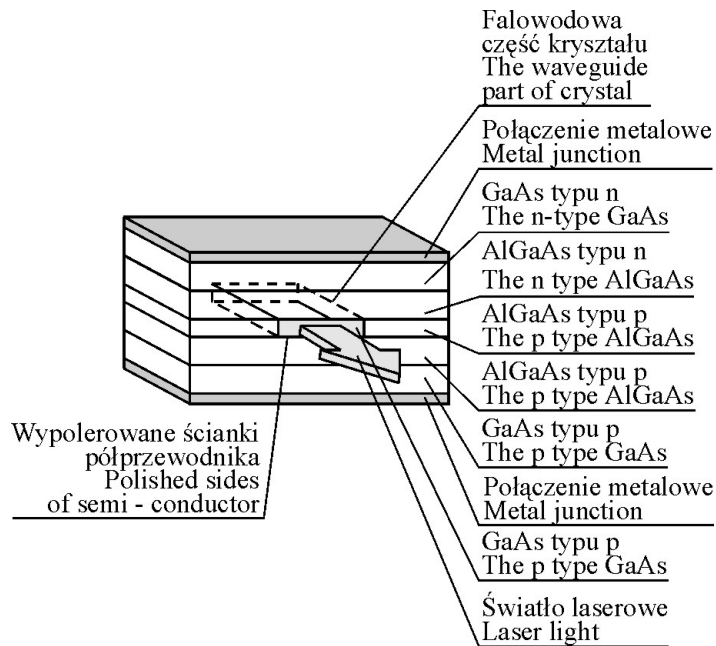 Falowodowa
część kryształu
The waveguide
part of crystal
Połączenie metalowe
Metal junction
GaAs typu n
The n-type GaAs
AlGaAs typu n
The n type AlGaAs
AlGaAs typu p
The p type AlGaAs
AlGaAs typu p
The p type AlGaAs
GaAs typu p
The p type GaAs
Połączenie metalowe
Metal junction
GaAs typu p
The p type GaAs
Światło laserowe
Laser light
Wypolerowane ścianki
półprzewodnika
Polished sides
of semi - conductor